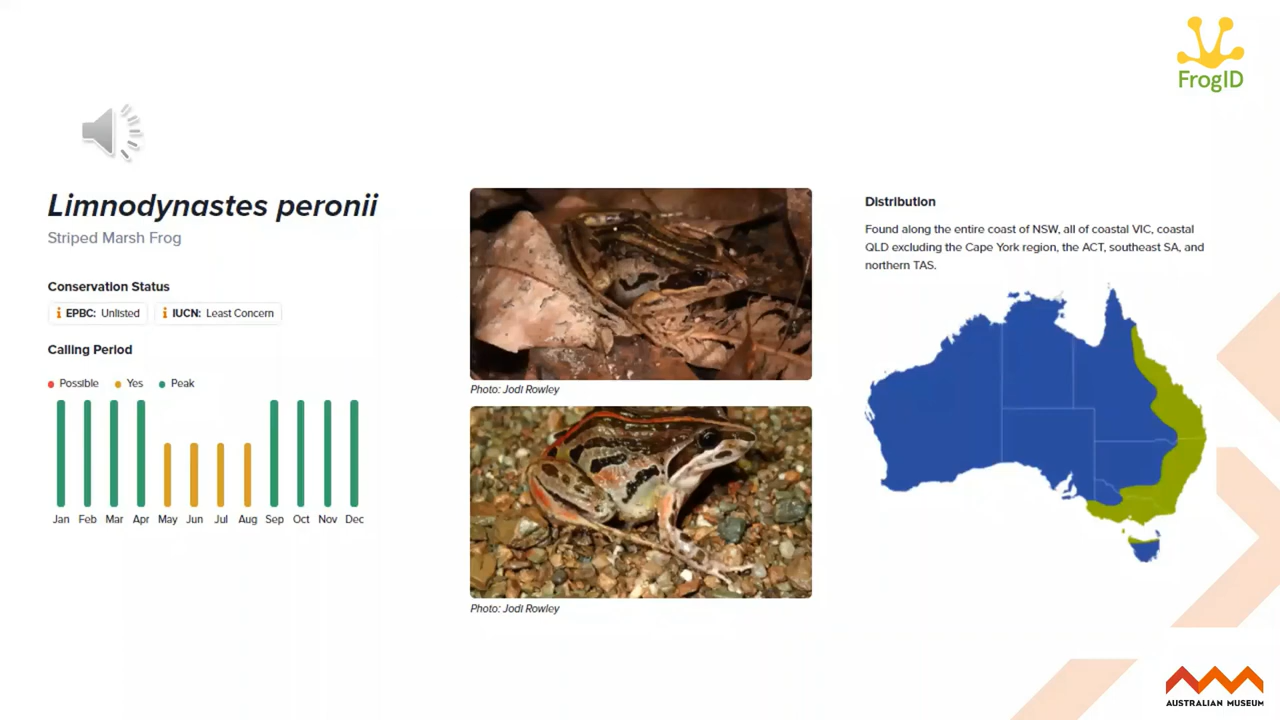 FrogID
Limnodynastes peronii
Striped Marsh Frog
Conservation Status
EPBC: Unlisted
IUCN: Least Concern
Calling Period
Possible Yes Peak
Jan Feb Mar Apr May Jun Jul Aug Sep Oct Nov Dec
Photo: Jodi Rowley
Photo: Jodi Rowley
Distribution
Found along the entire coast of NSW, all of coastal VIC, coastal
QLD excluding the Cape York region, the ACT, southeast SA, and
northern TAS.
AUSTRALIAN MUSEUM